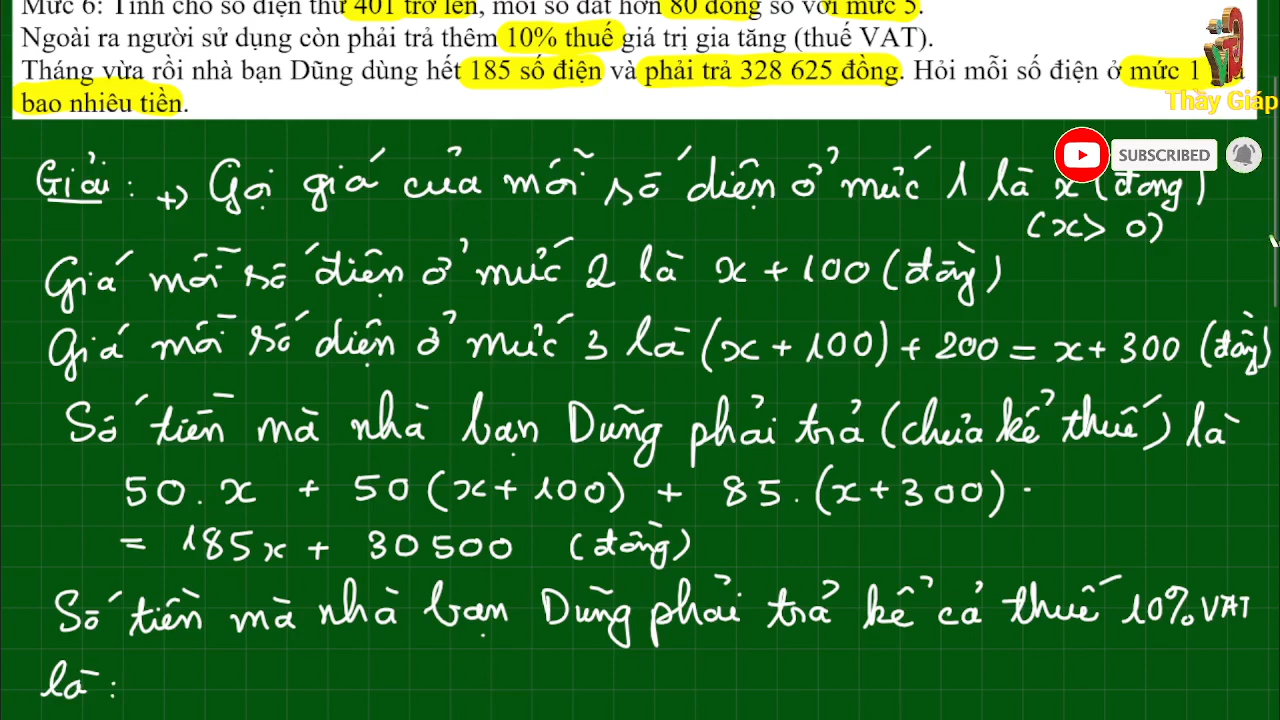 Mức 6: Tính cho số điện thứ 401 trở lên, mỗi số đắt hơn 80 đồng so với mức 5.
Ngoài ra người sử dụng còn phải trả thêm 10% thuế giá trị gia tăng (thuế VAT).
Tháng vừa rồi nhà bạn Dũng dùng hết 185 số điện và phải trả 328 625 đồng. Hỏi mỗi số điện ở mức 1
bao nhiêu tiền.
Thầy Giáp
SUBSCRIBED
Giải: +) Gọi giá của mỗi số điện ở mức 1 là x (đồng)
(x > 0)
Giá mỗi số điện ở mức 2 là x + 100 (đồng)
Giá mỗi số điện ở mức 3 là (x + 100) + 200 = x + 300 (đồng)
Số tiền mà nhà bạn Dũng phải trả (chưa kể thuế) là
50.x + 50(x + 100) + 85.(x + 300)
= 185x + 30500 (đồng)
Số tiền mà nhà bạn Dũng phải trả kể cả thuế 10% VAT
là: